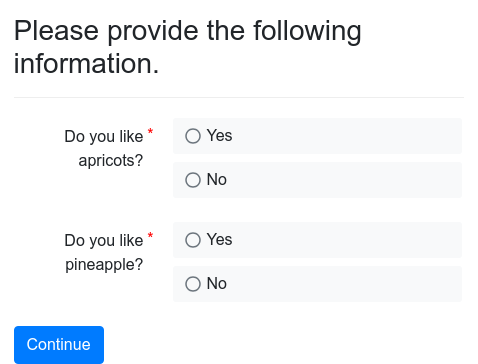 Please provide the following
information.
Do you like *
apricots?
Yes
No
Do you like *
pineapple?
Yes
No
Continue